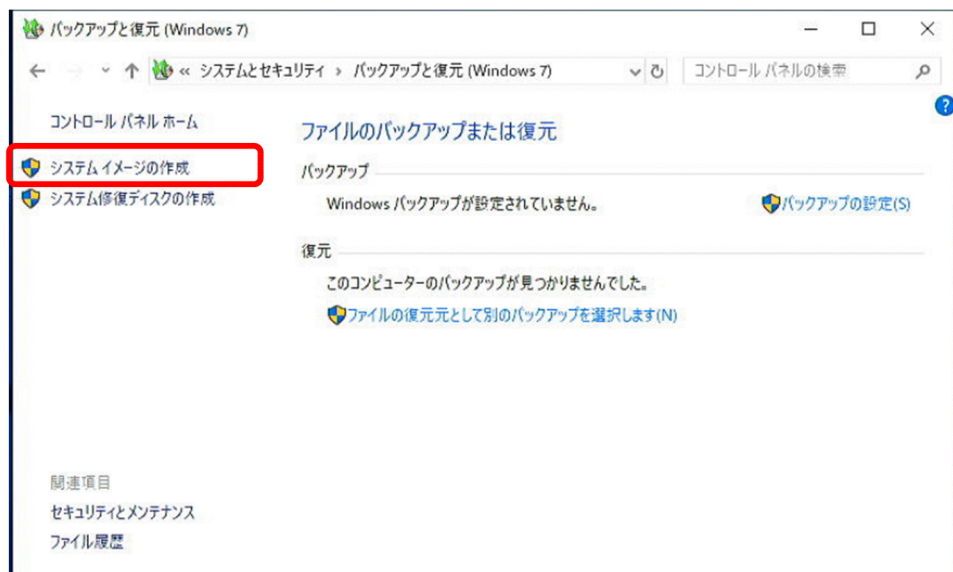 バックアップと復元 (Windows 7)
« システムとセキュリティ › バックアップと復元 (Windows 7)
コントロール パネルの検索
コントロール パネル ホーム
システム イメージの作成
システム修復ディスクの作成
ファイルのバックアップまたは復元
バックアップ
Windows バックアップが設定されていません。
バックアップの設定(S)
復元
このコンピューターのバックアップが見つかりませんでした。
ファイルの復元元として別のバックアップを選択します(N)
関連項目
セキュリティとメンテナンス
ファイル履歴